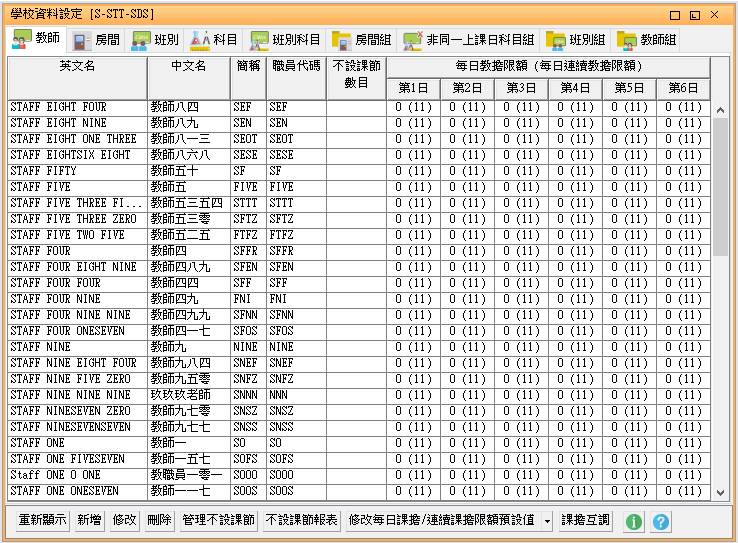 學校資料設定 [S-STT-SDS]
教師 房間 班別 科目 班別科目 房間組 非同一上課日科目組 班別組 教師組
英文名 中文名 簡稱 職員代碼 不設課節數目 每日教擔限額 (每日連續教擔限額)
第1日 第2日 第3日 第4日 第5日 第6日
STAFF EIGHT FOUR 教師八四 SEF SEF 0 (11) 0 (11) 0 (11) 0 (11) 0 (11) 0 (11)
STAFF EIGHT NINE 教師八九 SEN SEN 0 (11) 0 (11) 0 (11) 0 (11) 0 (11) 0 (11)
STAFF EIGHT ONE THREE 教師八一三 SEOT SEOT 0 (11) 0 (11) 0 (11) 0 (11) 0 (11) 0 (11)
STAFF EIGHTSIX EIGHT 教師八六八 SESE SESE 0 (11) 0 (11) 0 (11) 0 (11) 0 (11) 0 (11)
STAFF FIFTY 教師五十 SF SF 0 (11) 0 (11) 0 (11) 0 (11) 0 (11) 0 (11)
STAFF FIVE 教師五 FIVE FIVE 0 (11) 0 (11) 0 (11) 0 (11) 0 (11) 0 (11)
STAFF FIVE THREE FI... 教師五三五四 STTT STTT 0 (11) 0 (11) 0 (11) 0 (11) 0 (11) 0 (11)
STAFF FIVE THREE ZERO 教師五三零 SFTZ SFTZ 0 (11) 0 (11) 0 (11) 0 (11) 0 (11) 0 (11)
STAFF FIVE TWO FIVE 教師五二五 FTFZ FTFZ 0 (11) 0 (11) 0 (11) 0 (11) 0 (11) 0 (11)
STAFF FOUR 教師四 SFFR SFFR 0 (11) 0 (11) 0 (11) 0 (11) 0 (11) 0 (11)
STAFF FOUR EIGHT NINE 教師四八九 SFEN SFEN 0 (11) 0 (11) 0 (11) 0 (11) 0 (11) 0 (11)
STAFF FOUR FOUR 教師四四 SFF SFF 0 (11) 0 (11) 0 (11) 0 (11) 0 (11) 0 (11)
STAFF FOUR NINE 教師四九 FNI FNI 0 (11) 0 (11) 0 (11) 0 (11) 0 (11) 0 (11)
STAFF FOUR NINE NINE 教師四九九 SFNN SFNN 0 (11) 0 (11) 0 (11) 0 (11) 0 (11) 0 (11)
STAFF FOUR ONESEVEN 教師四一七 SFOS SFOS 0 (11) 0 (11) 0 (11) 0 (11) 0 (11) 0 (11)
STAFF NINE 教師九 NINE NINE 0 (11) 0 (11) 0 (11) 0 (11) 0 (11) 0 (11)
STAFF NINE EIGHT FOUR 教師九八四 SNEF SNEF 0 (11) 0 (11) 0 (11) 0 (11) 0 (11) 0 (11)
STAFF NINE FIVE ZERO 教師九五零 SNFZ SNFZ 0 (11) 0 (11) 0 (11) 0 (11) 0 (11) 0 (11)
STAFF NINE NINE NINE 玖玖玖老師 SNNN NNN 0 (11) 0 (11) 0 (11) 0 (11) 0 (11) 0 (11)
STAFF NINESEVEN ZERO 教師九七零 SNSZ SNSZ 0 (11) 0 (11) 0 (11) 0 (11) 0 (11) 0 (11)
STAFF NINESEVENSEVEN 教師九七七 SNSS SNSS 0 (11) 0 (11) 0 (11) 0 (11) 0 (11) 0 (11)
STAFF ONE 教師一 SO SO 0 (11) 0 (11) 0 (11) 0 (11) 0 (11) 0 (11)
STAFF ONE FIVESEVEN 教師一五七 SOFS SOFS 0 (11) 0 (11) 0 (11) 0 (11) 0 (11) 0 (11)
Staff ONE O ONE 教職員一零一 SOOO SOOO 0 (11) 0 (11) 0 (11) 0 (11) 0 (11) 0 (11)
STAFF ONE ONESEVEN 教師一一七 SOOS SOOS 0 (11) 0 (11) 0 (11) 0 (11) 0 (11) 0 (11)
重新顯示 新增 修改 刪除 管理不設課節 不設課節報表 修改每日課擔/連續課擔限額預設值 課擔互調